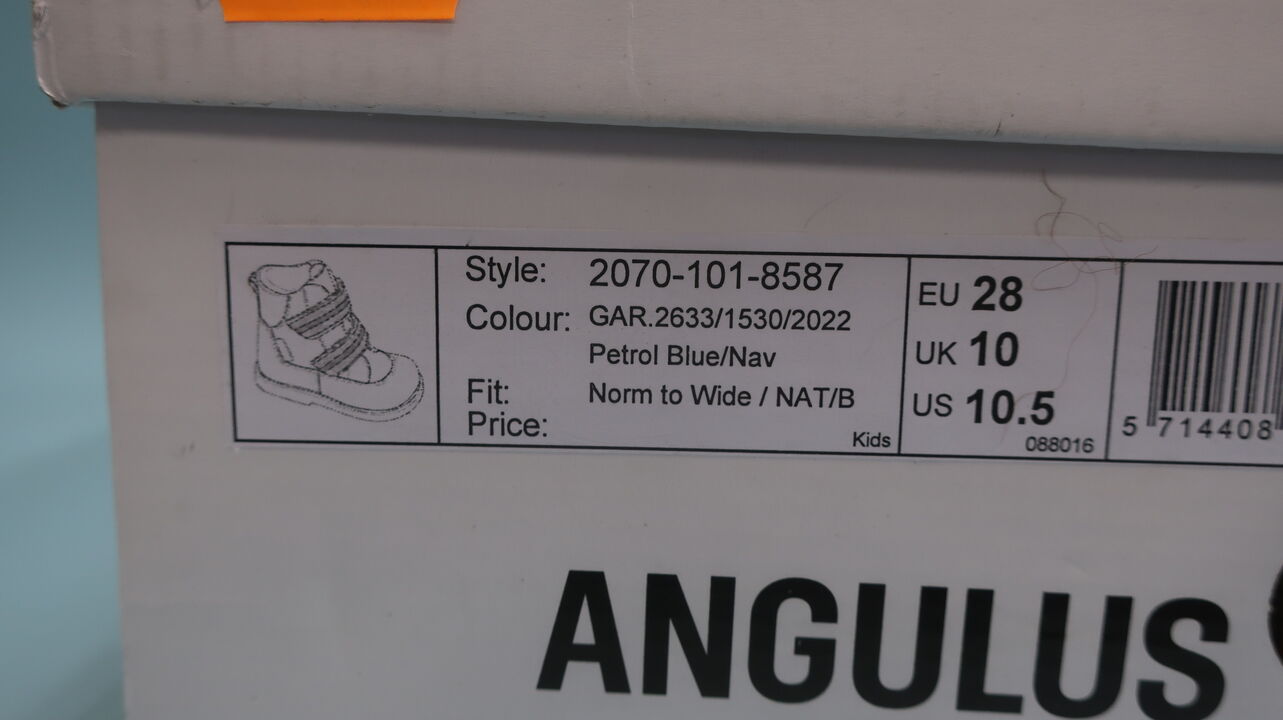 Style: 2070-101-8587
Colour: GAR.2633/1530/2022
Petrol Blue/Nav
Fit: Norm to Wide / NAT/B
Price:
Kids
EU 28
UK 10
US 10.5
088016
5 714408
ANGULUS